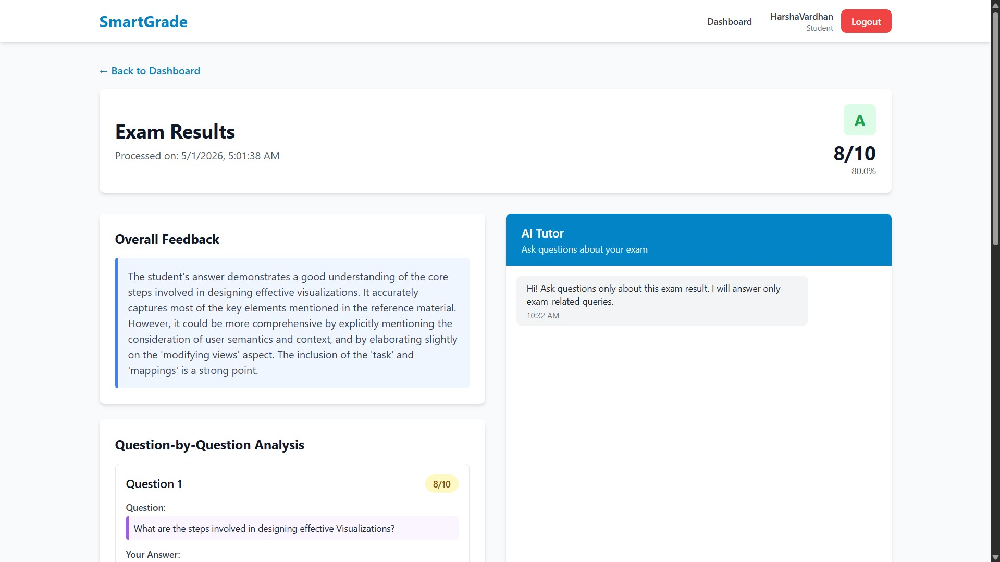 SmartGrade
Dashboard
HarshaVardhan
Student
Logout
← Back to Dashboard
Exam Results
Processed on: 5/1/2026, 5:01:38 AM
A
8/10
80.0%
Overall Feedback
The student's answer demonstrates a good understanding of the core
steps involved in designing effective visualizations. It accurately
captures most of the key elements mentioned in the reference material.
However, it could be more comprehensive by explicitly mentioning the
consideration of user semantics and context, and by elaborating slightly
on the 'modifying views' aspect. The inclusion of the 'task' and
'mappings' is a strong point.
Question-by-Question Analysis
Question 1
8/10
Question:
What are the steps involved in designing effective Visualizations?
Your Answer:
AI Tutor
Ask questions about your exam
Hi! Ask questions only about this exam result. I will answer only
exam-related queries.
10:32 AM